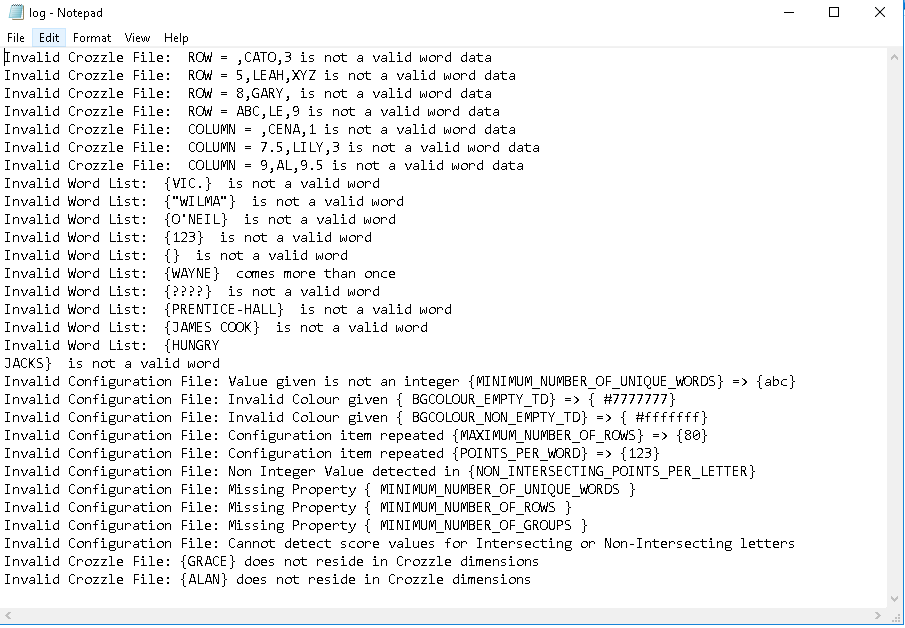 log - Notepad
File Edit Format View Help
Invalid Crozzle File:  ROW = ,CATO,3 is not a valid word data
Invalid Crozzle File:  ROW = 5,LEAH,XYZ is not a valid word data
Invalid Crozzle File:  ROW = 8,GARY, is not a valid word data
Invalid Crozzle File:  ROW = ABC,LE,9 is not a valid word data
Invalid Crozzle File:  COLUMN = ,CENA,1 is not a valid word data
Invalid Crozzle File:  COLUMN = 7.5,LILY,3 is not a valid word data
Invalid Crozzle File:  COLUMN = 9,AL,9.5 is not a valid word data
Invalid Word List:  {VIC.}  is not a valid word
Invalid Word List:  {"WILMA"}  is not a valid word
Invalid Word List:  {O'NEIL}  is not a valid word
Invalid Word List:  {123}  is not a valid word
Invalid Word List:  {}  is not a valid word
Invalid Word List:  {WAYNE}  comes more than once
Invalid Word List:  {????}  is not a valid word
Invalid Word List:  {PRENTICE-HALL}  is not a valid word
Invalid Word List:  {JAMES COOK}  is not a valid word
Invalid Word List:  {HUNGRY
JACKS}  is not a valid word
Invalid Configuration File: Value given is not an integer {MINIMUM_NUMBER_OF_UNIQUE_WORDS} => {abc}
Invalid Configuration File: Invalid Colour given { BGCOLOUR_EMPTY_TD} => { #7777777}
Invalid Configuration File: Invalid Colour given { BGCOLOUR_NON_EMPTY_TD} => { #fffffff}
Invalid Configuration File: Configuration item repeated {MAXIMUM_NUMBER_OF_ROWS} => {80}
Invalid Configuration File: Configuration item repeated {POINTS_PER_WORD} => {123}
Invalid Configuration File: Non Integer Value detected in {NON_INTERSECTING_POINTS_PER_LETTER}
Invalid Configuration File: Missing Property { MINIMUM_NUMBER_OF_UNIQUE_WORDS }
Invalid Configuration File: Missing Property { MINIMUM_NUMBER_OF_ROWS }
Invalid Configuration File: Missing Property { MINIMUM_NUMBER_OF_GROUPS }
Invalid Configuration File: Cannot detect score values for Intersecting or Non-Intersecting letters
Invalid Crozzle File: {GRACE} does not reside in Crozzle dimensions
Invalid Crozzle File: {ALAN} does not reside in Crozzle dimensions